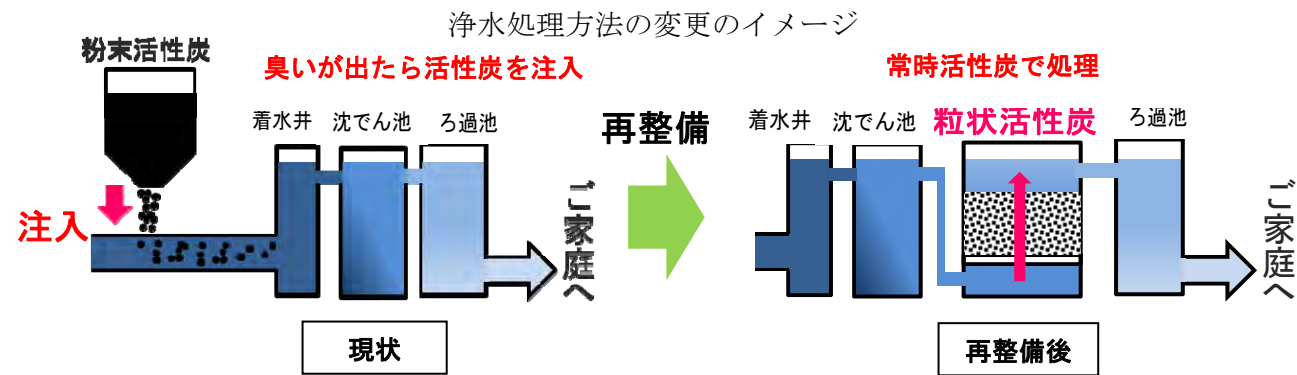 浄水処理方法の変更のイメージ
粉末活性炭
臭いが出たら活性炭を注入
着水井
沈でん池
ろ過池
注入
ご家庭へ
現状
再整備
常時活性炭で処理
着水井
沈でん池
粒状活性炭
ろ過池
ご家庭へ
再整備後